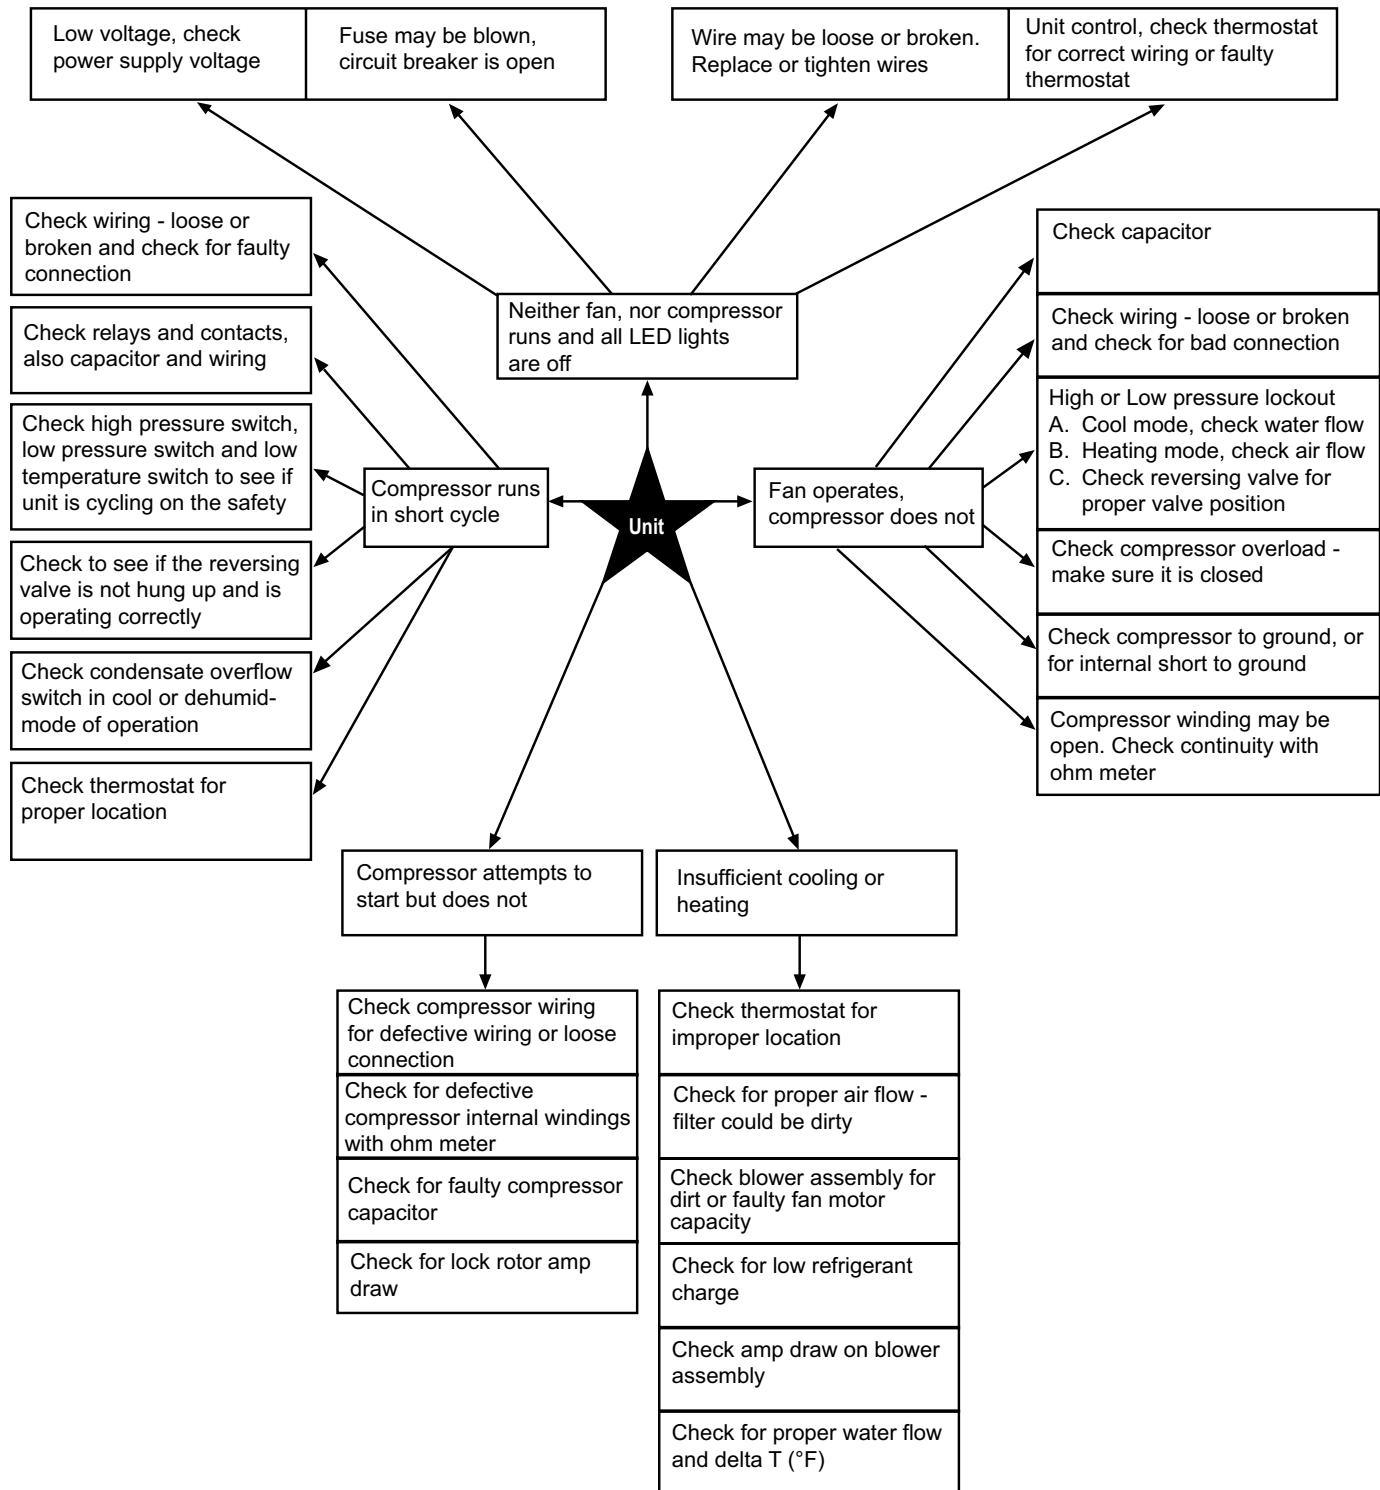 Low voltage, check
power supply voltage
Fuse may be blown,
circuit breaker is open
Wire may be loose or broken.
Replace or tighten wires
Unit control, check thermostat
for correct wiring or faulty
thermostat
Neither fan, nor compressor
runs and all LED lights
are off
Check wiring - loose or
broken and check for faulty
connection
Check relays and contacts,
also capacitor and wiring
Check high pressure switch,
low pressure switch and low
temperature switch to see if
unit is cycling on the safety
Check to see if the reversing
valve is not hung up and is
operating correctly
Check condensate overflow
switch in cool or dehumid-
mode of operation
Check thermostat for
proper location
Compressor runs
in short cycle
Unit
Fan operates,
compressor does not
Check capacitor
Check wiring - loose or broken
and check for bad connection
High or Low pressure lockout
A. Cool mode, check water flow
B. Heating mode, check air flow
C. Check reversing valve for
proper valve position
Check compressor overload -
make sure it is closed
Check compressor to ground, or
for internal short to ground
Compressor winding may be
open. Check continuity with
ohm meter
Compressor attempts to
start but does not
Check compressor wiring
for defective wiring or loose
connection
Check for defective
compressor internal windings
with ohm meter
Check for faulty compressor
capacitor
Check for lock rotor amp
draw
Insufficient cooling or
heating
Check thermostat for
improper location
Check for proper air flow -
filter could be dirty
Check blower assembly for
dirt or faulty fan motor
capacity
Check for low refrigerant
charge
Check amp draw on blower
assembly
Check for proper water flow
and delta T (°F)